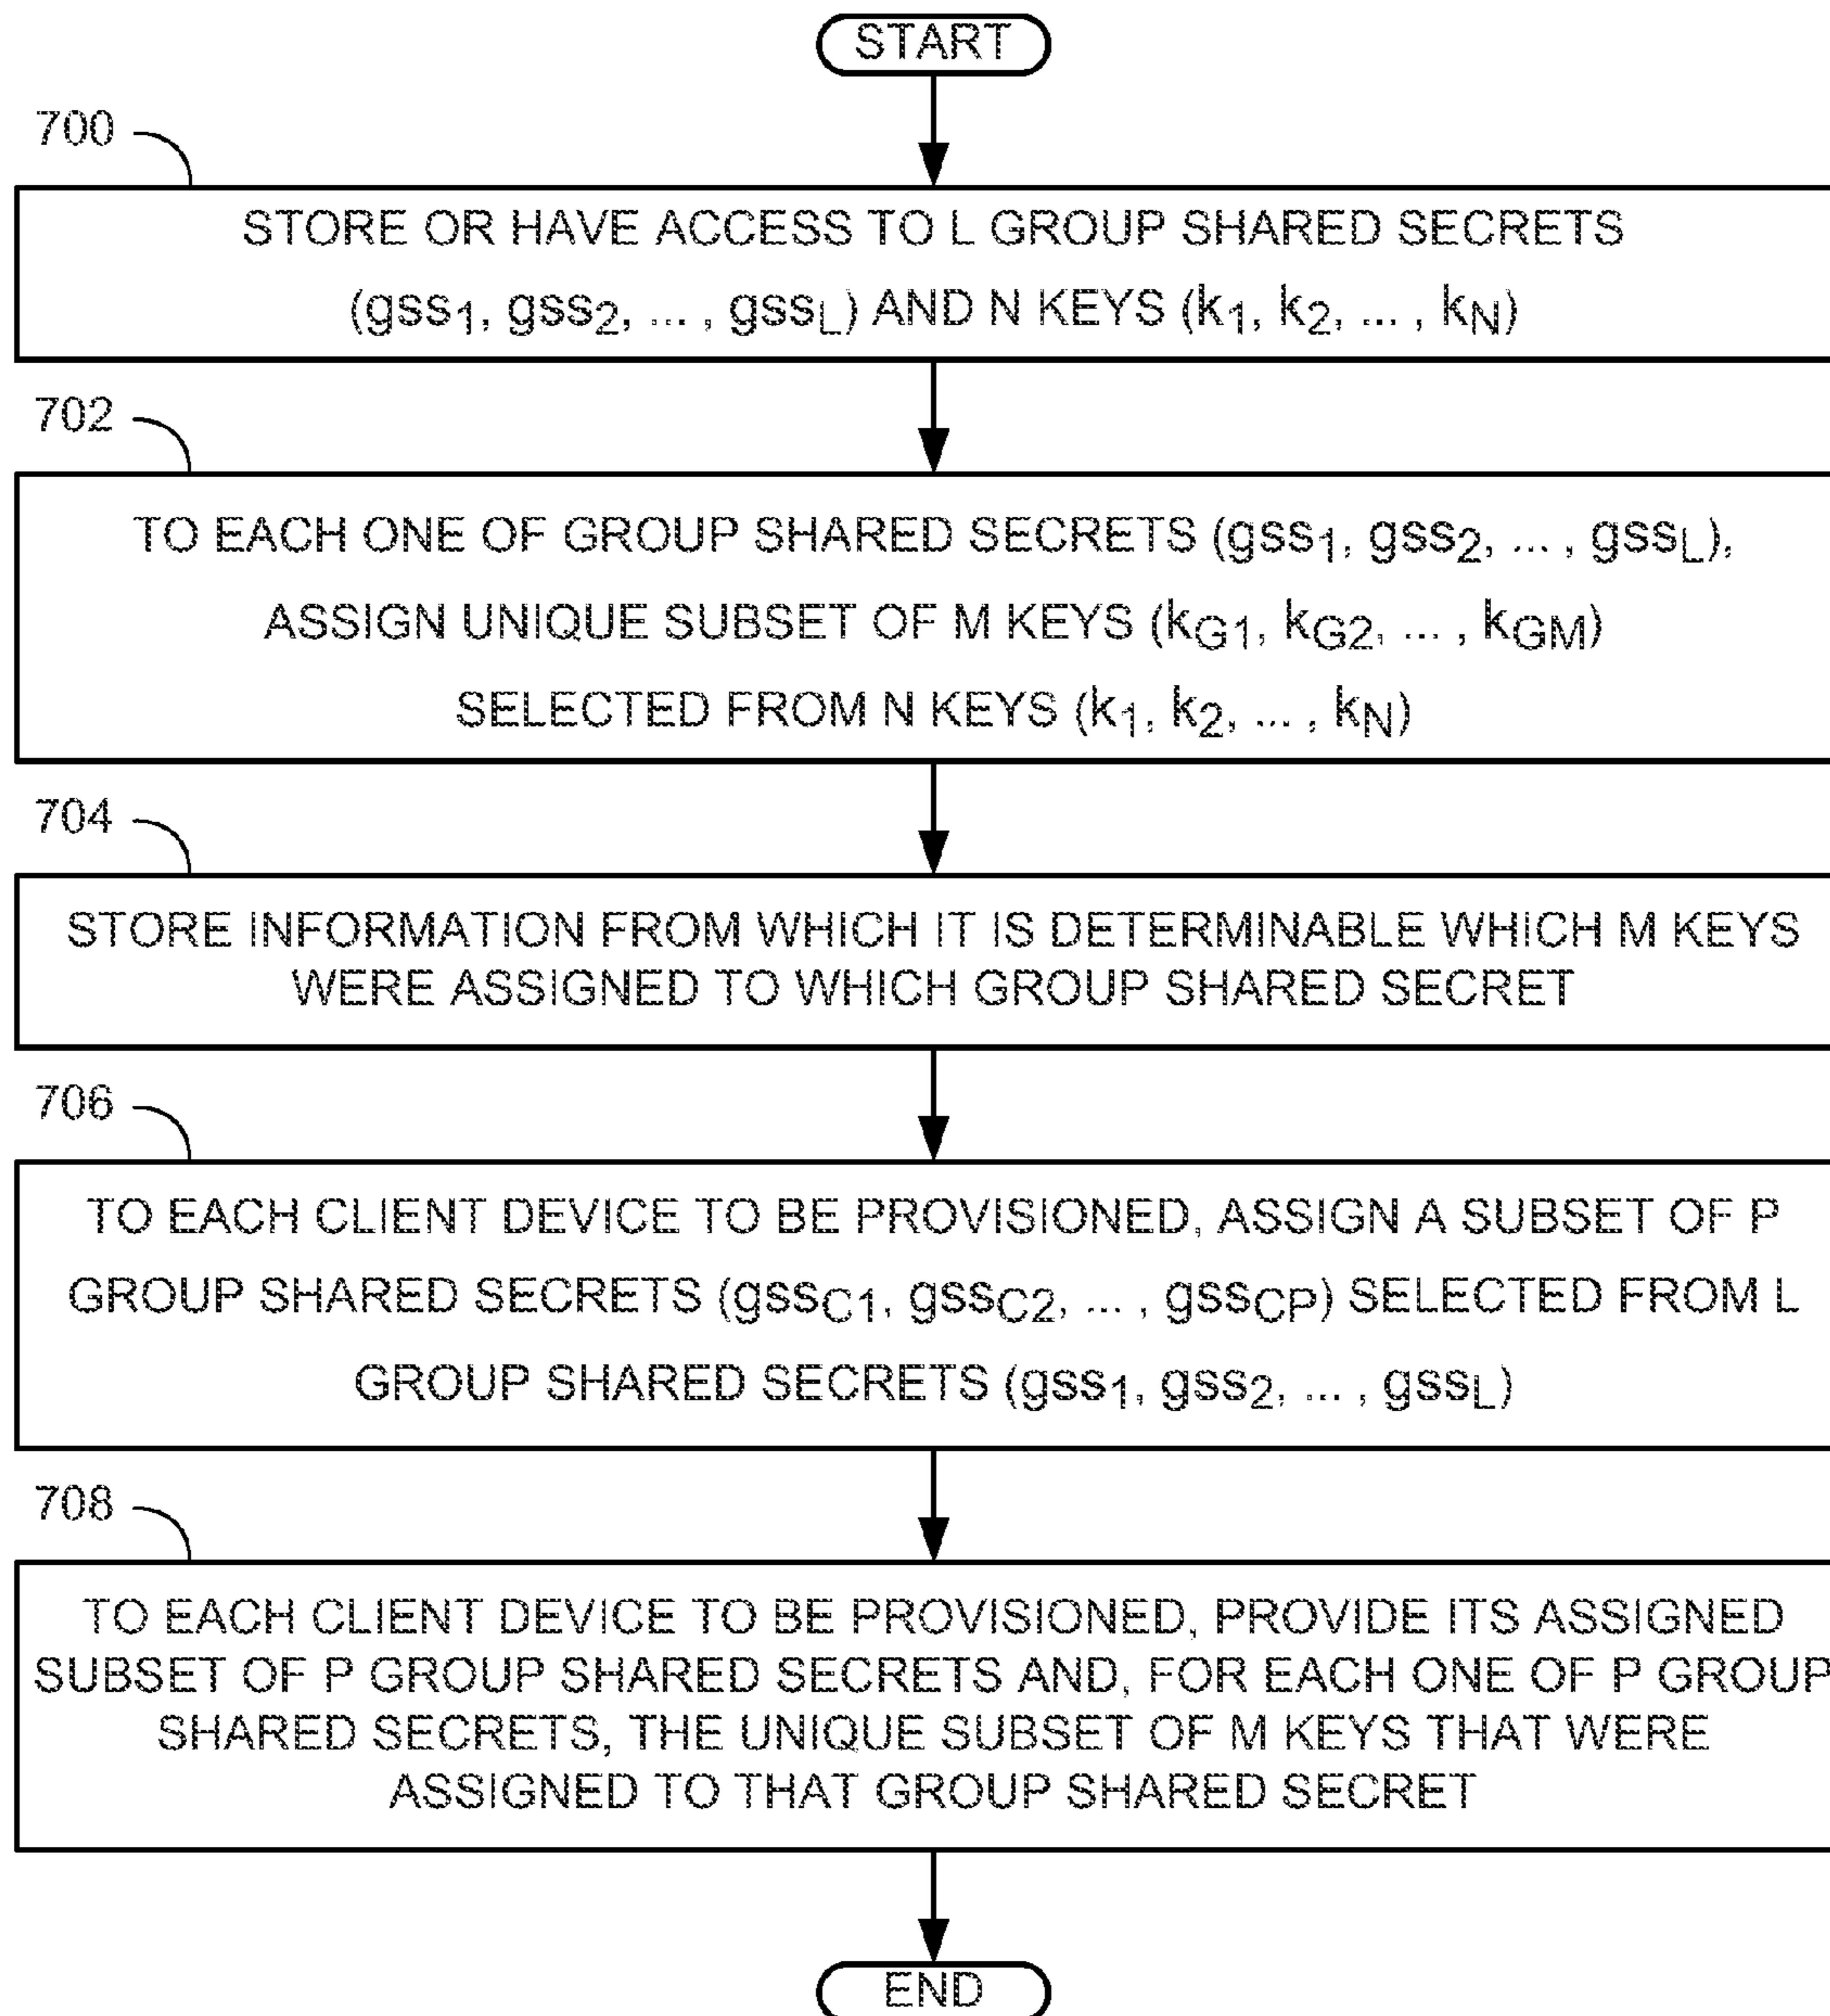 START
700
STORE OR HAVE ACCESS TO L GROUP SHARED SECRETS
(gss1, gss2, ... , gssL) AND N KEYS (k1, k2, ... , kN)
702
TO EACH ONE OF GROUP SHARED SECRETS (gss1, gss2, ... , gssL),
ASSIGN UNIQUE SUBSET OF M KEYS (kG1, kG2, ... , kGM)
SELECTED FROM N KEYS (k1, k2, ... , kN)
704
STORE INFORMATION FROM WHICH IT IS DETERMINABLE WHICH M KEYS
WERE ASSIGNED TO WHICH GROUP SHARED SECRET
706
TO EACH CLIENT DEVICE TO BE PROVISIONED, ASSIGN A SUBSET OF P
GROUP SHARED SECRETS (gssC1, gssC2, ... , gssCP) SELECTED FROM L
GROUP SHARED SECRETS (gss1, gss2, ... , gssL)
708
TO EACH CLIENT DEVICE TO BE PROVISIONED, PROVIDE ITS ASSIGNED
SUBSET OF P GROUP SHARED SECRETS AND, FOR EACH ONE OF P GROUP
SHARED SECRETS, THE UNIQUE SUBSET OF M KEYS THAT WERE
ASSIGNED TO THAT GROUP SHARED SECRET
END